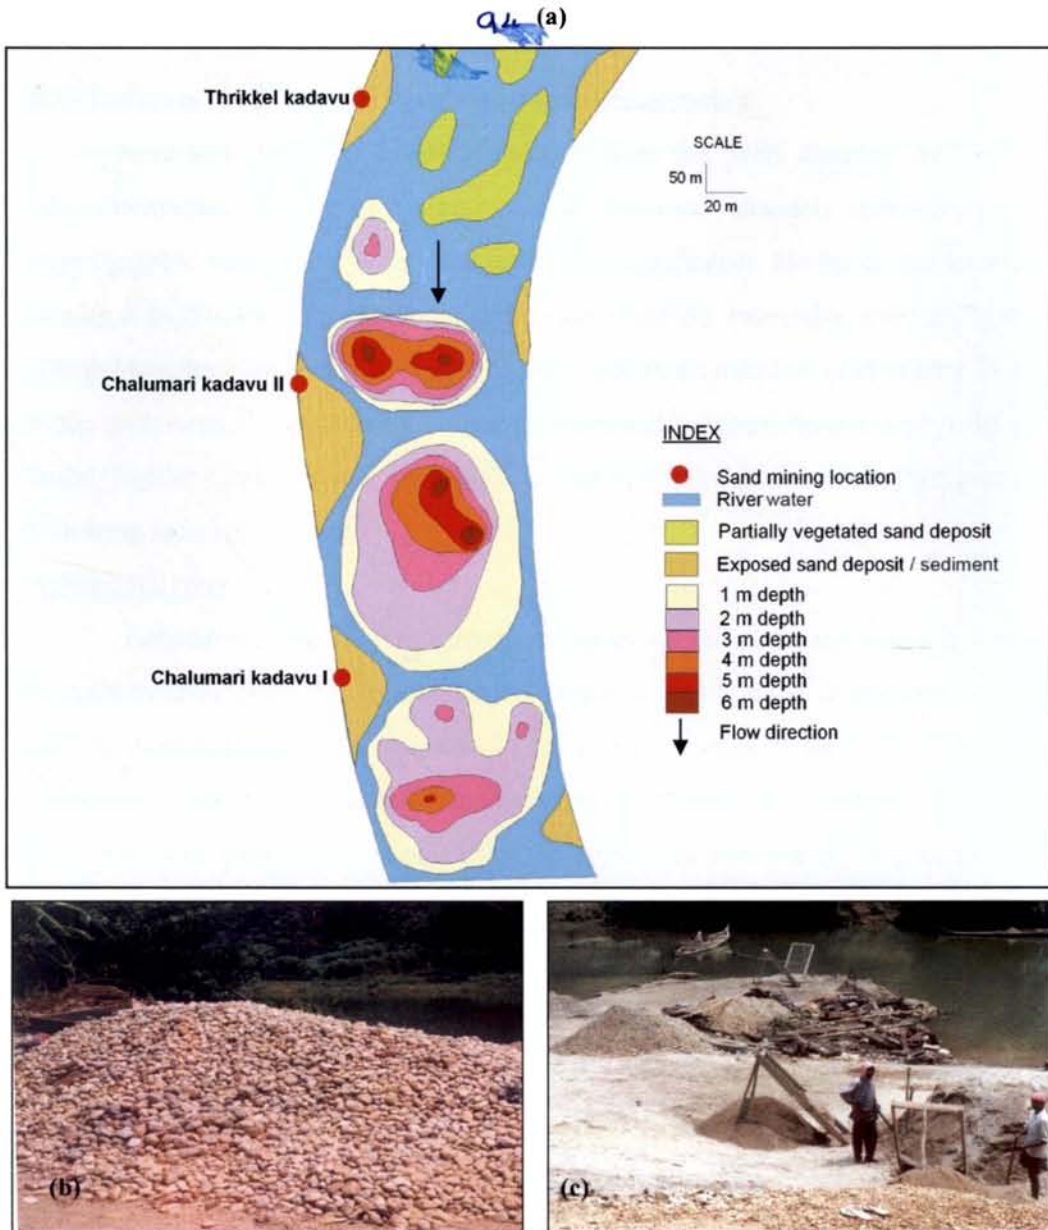 94 (a)
Thrikkel kadavu
SCALE
50 m
20 m
Chalumari kadavu II
INDEX
Sand mining location
River water
Partially vegetated sand deposit
Exposed sand deposit / sediment
1 m depth
2 m depth
3 m depth
4 m depth
5 m depth
6 m depth
Flow direction
Chalumari kadavu I
(b)
(c)